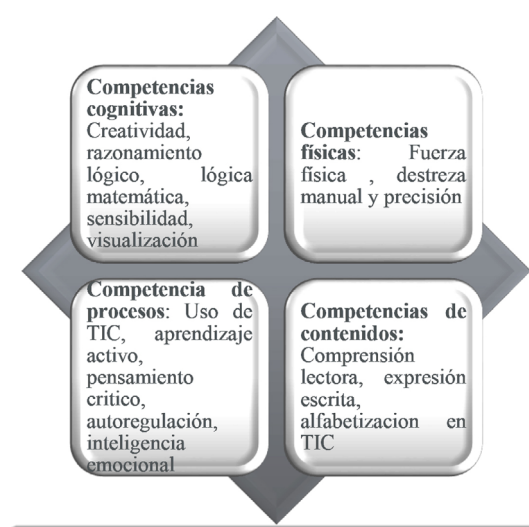 Competencias
cognitivas:
Creatividad,
razonamiento
lógico, lógica
matemática,
sensibilidad,
visualización
Competencias
físicas: Fuerza
física , destreza
manual y precisión
Competencia de
procesos: Uso de
TIC, aprendizaje
activo,
pensamiento
critico,
autoregulación,
inteligencia
emocional
Competencias de
contenidos:
Comprensión
lectora, expresión
escrita,
alfabetizacion en
TIC